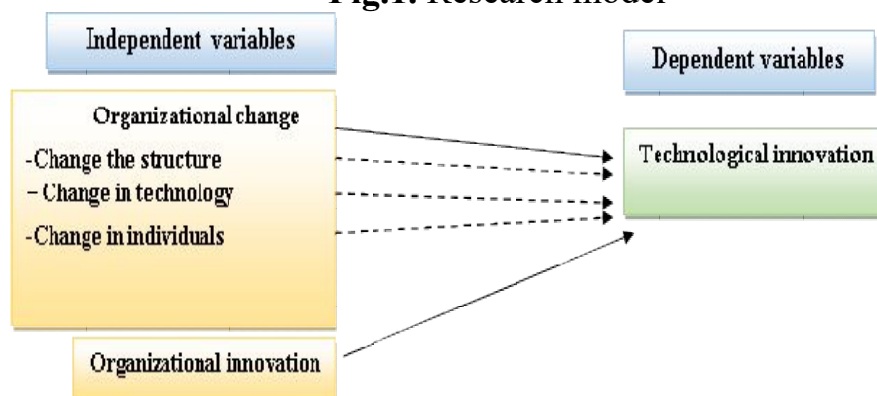 Fig.1. Research model
Independent variables
Dependent variables
Organizational change
-Change the structure
– Change in technology
-Change in individuals
Technological innovation
Organizational innovation